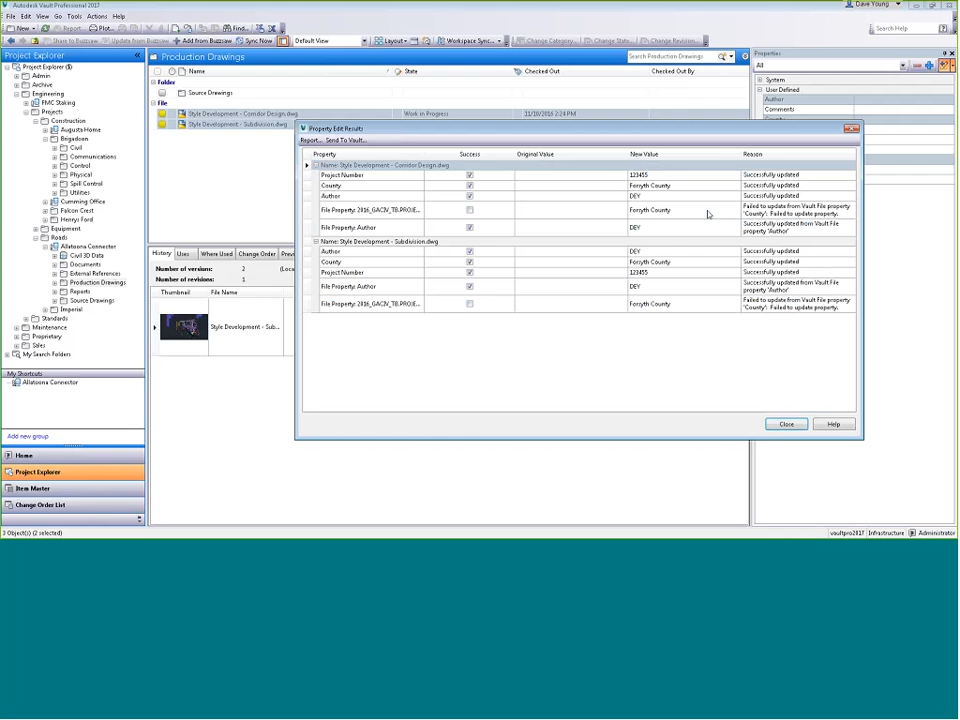 Autodesk Vault Professional 2017
Dave Young
File Edit View Go Tools Actions Help
New Report... Plot... Find...
Search Help
Share to Buzzsaw Update from Buzzsaw Add from Buzzsaw Sync Now Default View Layout Workspace Sync... Change Category... Change State... Change Revision...
Project Explorer
Project Explorer ($)
Admin
Archive
Engineering
FMC Staking
Projects
Construction
Augusta Home
Brigadoon
Civil
Communications
Control
Physical
Spill Control
Utilities
Cumming Office
Falcon Crest
Henrys Ford
Equipment
Roads
Allatoona Connector
Civil 3D Data
Documents
External References
Production Drawings
Reports
Source Drawings
Imperial
Standards
Maintenance
Proprietary
Sales
My Search Folders
My Shortcuts
Allatoona Connector
Add new group
Home
Project Explorer
Item Master
Change Order List
3 Object(s) (2 selected)
Production Drawings
Search Production Drawings
Name State Checked Out Checked Out By
Folder
Source Drawings
File
Style Development - Corridor Design.dwg Work in Progress 11/10/2016 2:24 PM
Style Development - Subdivision.dwg
History Uses Where Used Change Order
Number of versions: 2
Number of revisions: 1
Thumbnail File Name
Style Development - Sub...
Property Edit Results
Report... Send To Vault...
Property Success Original Value New Value Reason
Name: Style Development - Corridor Design.dwg
Project Number 123455 Successfully updated
County Forsyth County Successfully updated
Author DEY Successfully updated
File Property: 2016_GACIV_TB.PROJE... Forsyth County Failed to update from Vault File property
'County': Failed to update property.
File Property: Author DEY Successfully updated from Vault File
property 'Author'
Name: Style Development - Subdivision.dwg
Author DEY Successfully updated
County Forsyth County Successfully updated
Project Number 123455 Successfully updated
File Property: Author DEY Successfully updated from Vault File
property 'Author'
File Property: 2016_GACIV_TB.PROJE... Forsyth County Failed to update from Vault File property
'County': Failed to update property.
Close Help
Properties
All
System
User Defined
Author
Comments
vaultpro2017 Infrastructure Administrator